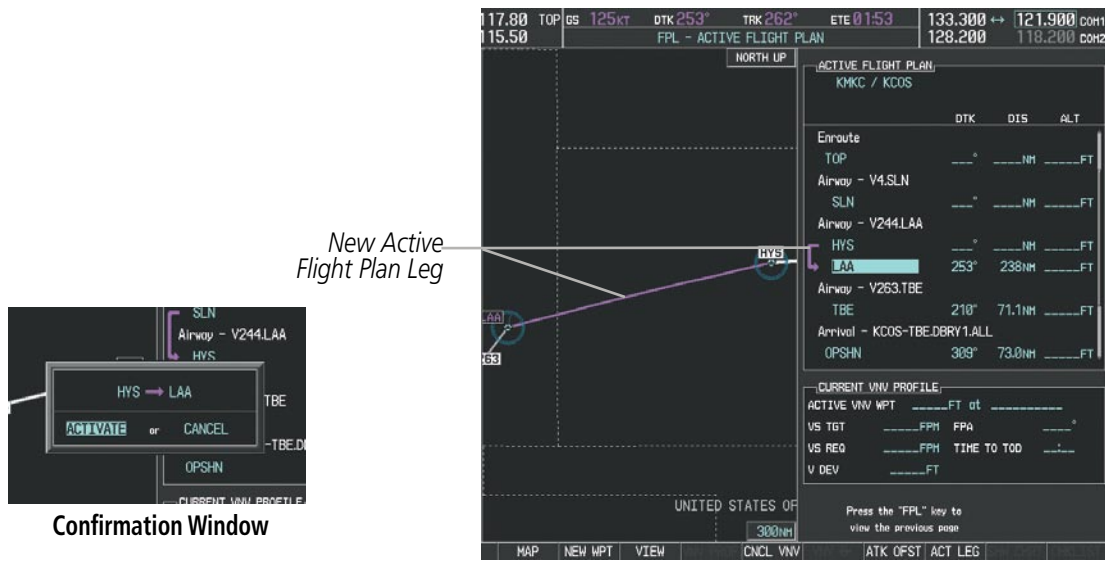 117.80 TOP GS 125KT DTK 253° TRK 262° ETE 01:53 133.300 ↔ 121.900 COM1
115.50 FPL - ACTIVE FLIGHT PLAN 128.200 118.200 COM2
NORTH UP
ACTIVE FLIGHT PLAN
KMKC / KCOS
DTK DIS ALT
Enroute
TOP ___° ____NM _____FT
Airway - V4.SLN
SLN ___° ____NM _____FT
Airway - V244.LAA
HYS ___° ____NM _____FT
LAA 253° 238NM _____FT
Airway - V263.TBE
TBE 210° 71.1NM _____FT
Arrival - KCOS-TBE.DBRY1.ALL
OPSHN 309° 73.0NM _____FT
CURRENT VNV PROFILE
ACTIVE VNV WPT _____FT at __________
VS TGT _____FPM FPA ____°
VS REQ _____FPM TIME TO TOD __:__
V DEV _____FT
Press the "FPL" key to
view the previous page
HYS
LAA
63
UNITED STATES OF
300NM
MAP NEW WPT VIEW CNCL VNV ATK OFST ACT LEG
New Active
Flight Plan Leg
SLN
Airway - V244.LAA
HYS
HYS → LAA
TBE
ACTIVATE or CANCEL
-TBE.D
OPSHN
CURRENT VNV PROFILE
Confirmation Window